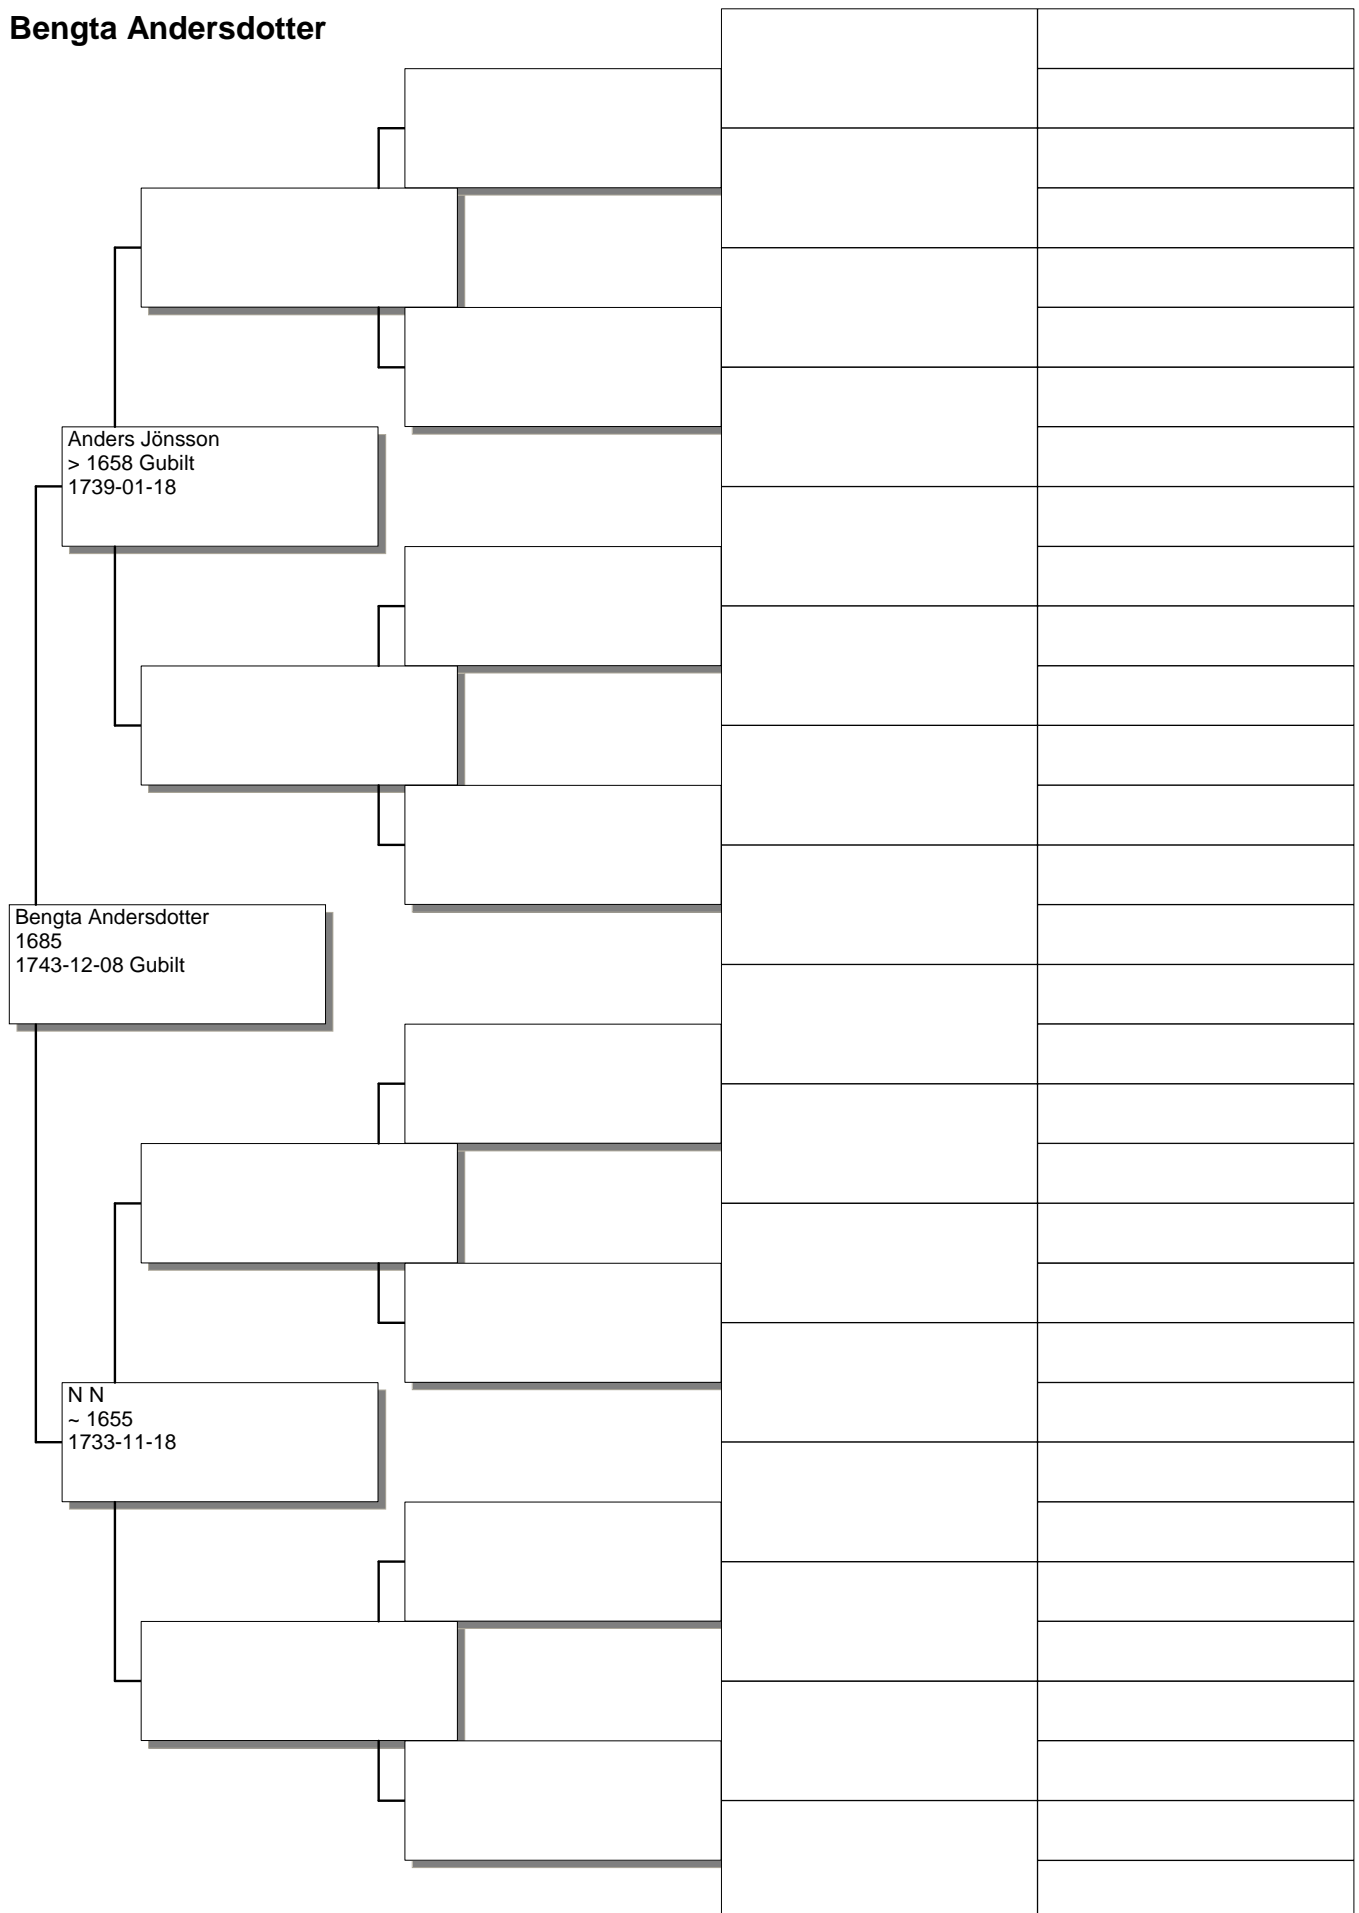 Bengta Andersdotter
Anders Jönsson
> 1658 Gubilt
1739-01-18
Bengta Andersdotter
1685
1743-12-08 Gubilt
N N
~ 1655
1733-11-18